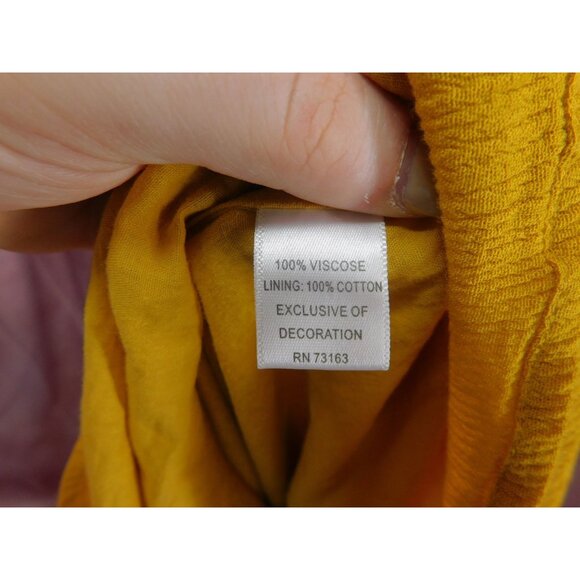 100% VISCOSE
LINING: 100% COTTON
EXCLUSIVE OF
DECORATION
RN 73163